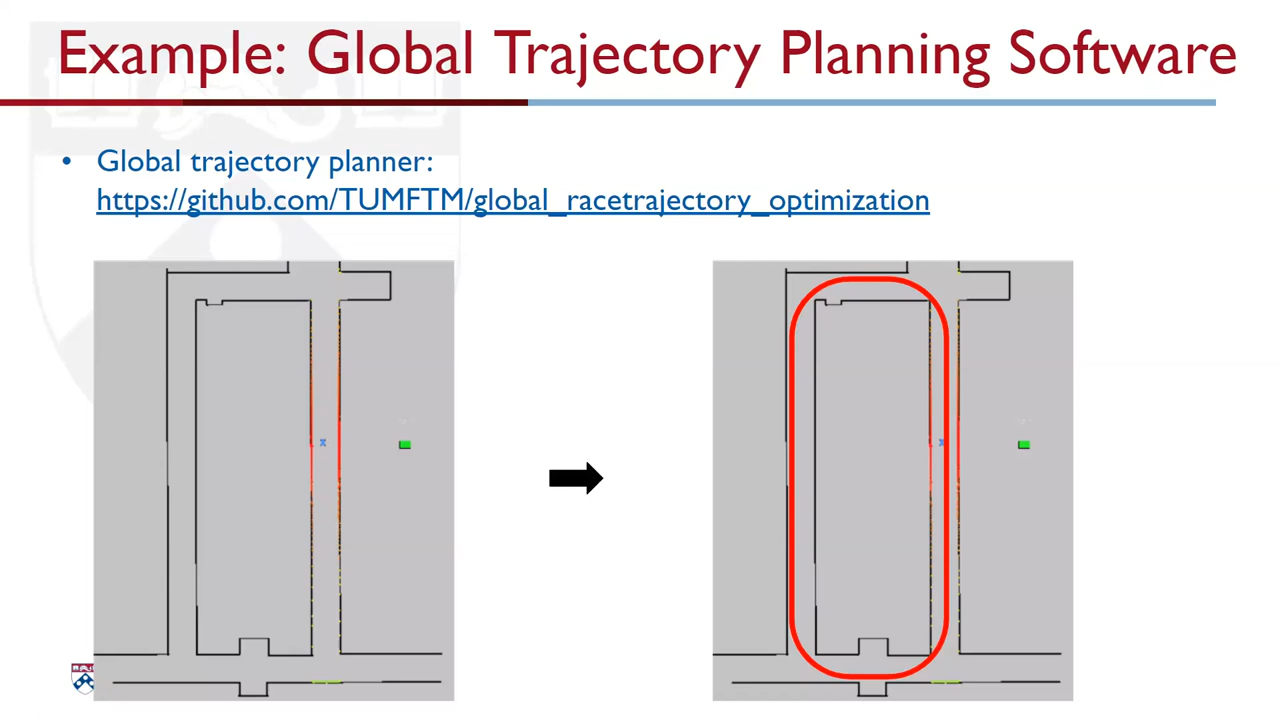 Example: Global Trajectory Planning Software
• Global trajectory planner:
https://github.com/TUMFTM/global_racetrajectory_optimization